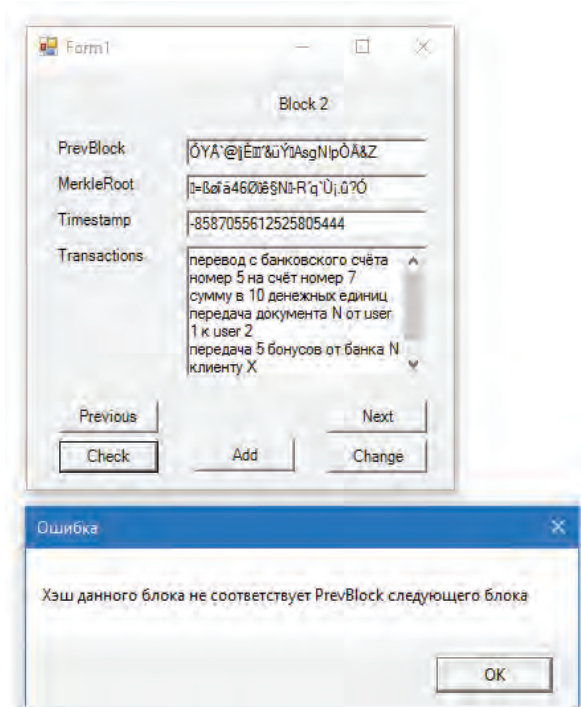 Form1
Block 2
PrevBlock
MerkleRoot
Timestamp
-8587055612525805444
Transactions
перевод с банковского счёта
номер 5 на счёт номер 7
сумму в 10 денежных единиц
передача документа N от user
1 к user 2
передача 5 бонусов от банка N
клиенту X
Previous
Next
Check
Add
Change
Ошибка
Хэш данного блока не соответствует PrevBlock следующего блока
OK